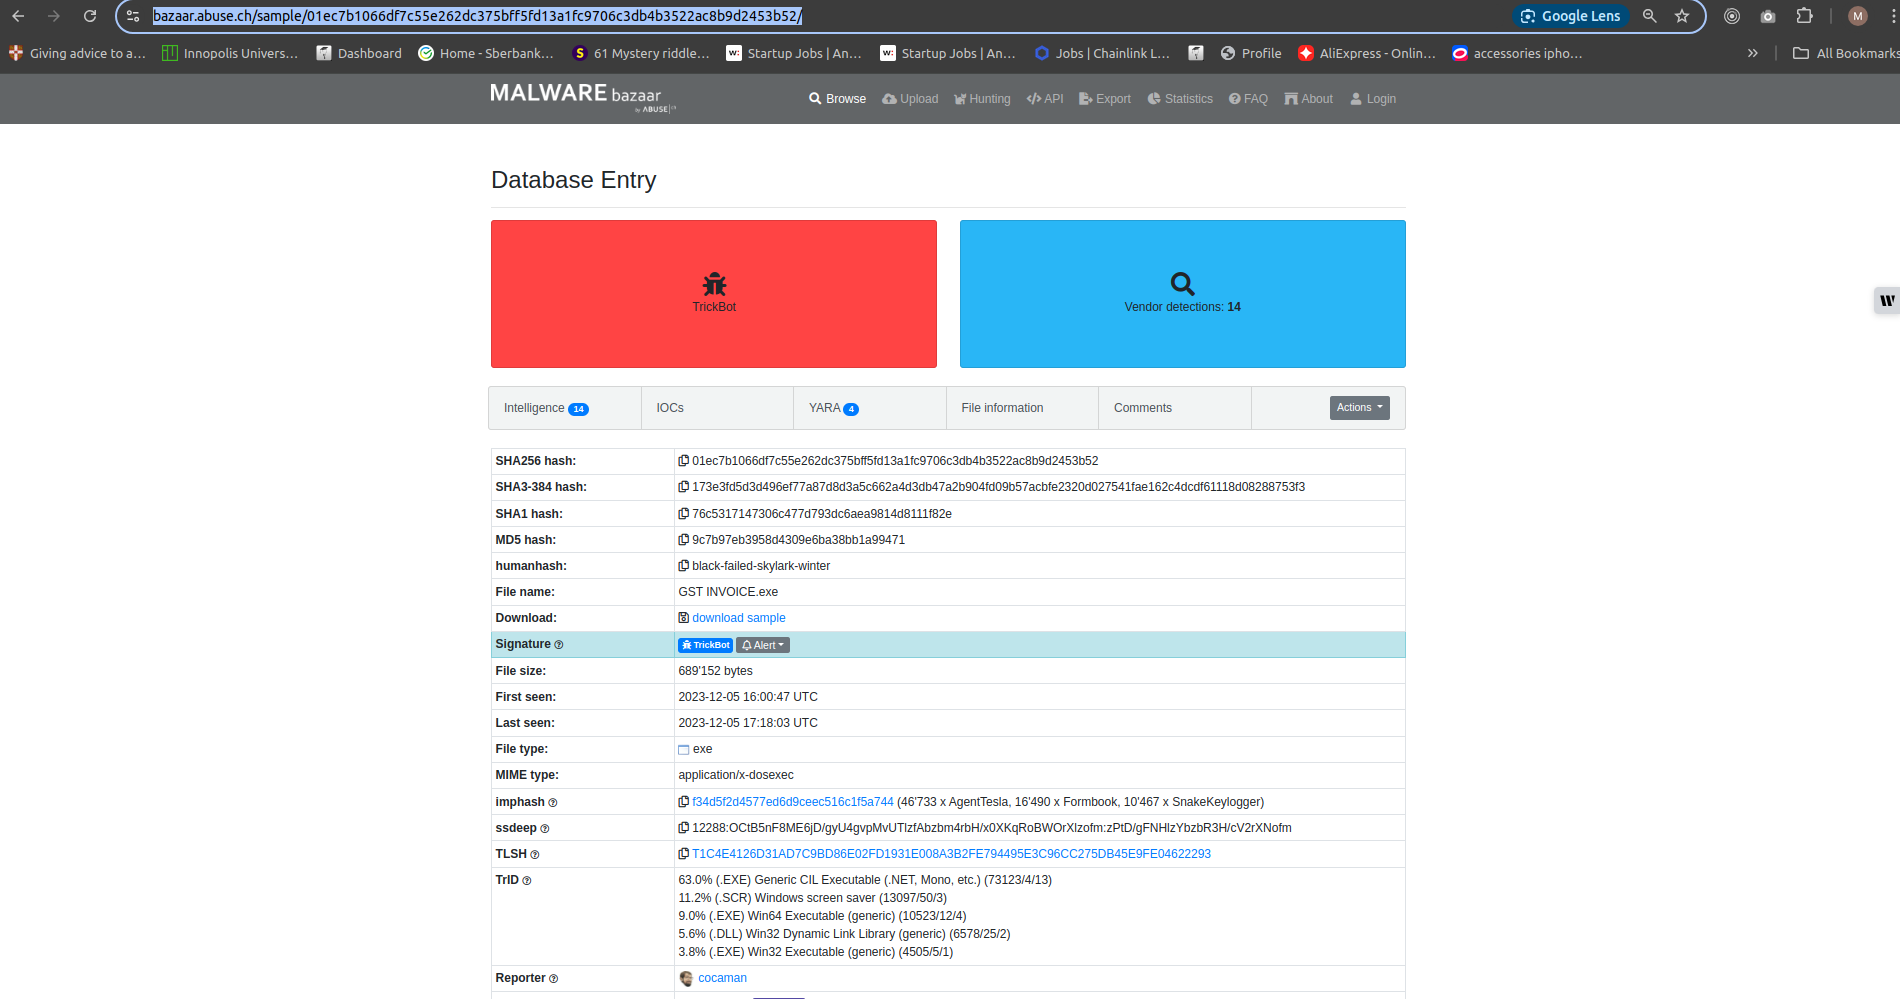 bazaar.abuse.ch/sample/01ec7b1066df7c55e262dc375bff5fd13a1fc9706c3db4b3522ac8b9d2453b52/ Google Lens M
Giving advice to a... Innopolis Univers... Dashboard Home - Sberbank... S 61 Mystery riddle... w: Startup Jobs | An... w: Startup Jobs | An... Jobs | Chainlink L... Profile AliExpress - Onlin... accessories ipho... » All Bookmarks
MALWARE bazaar
by ABUSE|ch
Browse Upload Hunting API Export Statistics FAQ About Login
Database Entry
TrickBot
Vendor detections: 14
Intelligence 14 IOCs YARA 4 File information Comments Actions
SHA256 hash: 01ec7b1066df7c55e262dc375bff5fd13a1fc9706c3db4b3522ac8b9d2453b52
SHA3-384 hash: 173e3fd5d3d496ef77a87d8d3a5c662a4d3db47a2b904fd09b57acbfe2320d027541fae162c4dcdf61118d08288753f3
SHA1 hash: 76c5317147306c477d793dc6aea9814d8111f82e
MD5 hash: 9c7b97eb3958d4309e6ba38bb1a99471
humanhash: black-failed-skylark-winter
File name: GST INVOICE.exe
Download: download sample
Signature TrickBot Alert
File size: 689'152 bytes
First seen: 2023-12-05 16:00:47 UTC
Last seen: 2023-12-05 17:18:03 UTC
File type: exe
MIME type: application/x-dosexec
imphash f34d5f2d4577ed6d9ceec516c1f5a744 (46'733 x AgentTesla, 16'490 x Formbook, 10'467 x SnakeKeylogger)
ssdeep 12288:OCtB5nF8ME6jD/gyU4gvpMvUTlzfAbzbm4rbH/x0XKqRoBWOrXlzofm:zPtD/gFNHlzYbzbR3H/cV2rXNofm
TLSH T1C4E4126D31AD7C9BD86E02FD1931E008A3B2FE794495E3C96CC275DB45E9FE04622293
TrID 63.0% (.EXE) Generic CIL Executable (.NET, Mono, etc.) (73123/4/13)
11.2% (.SCR) Windows screen saver (13097/50/3)
9.0% (.EXE) Win64 Executable (generic) (10523/12/4)
5.6% (.DLL) Win32 Dynamic Link Library (generic) (6578/25/2)
3.8% (.EXE) Win32 Executable (generic) (4505/5/1)
Reporter cocaman